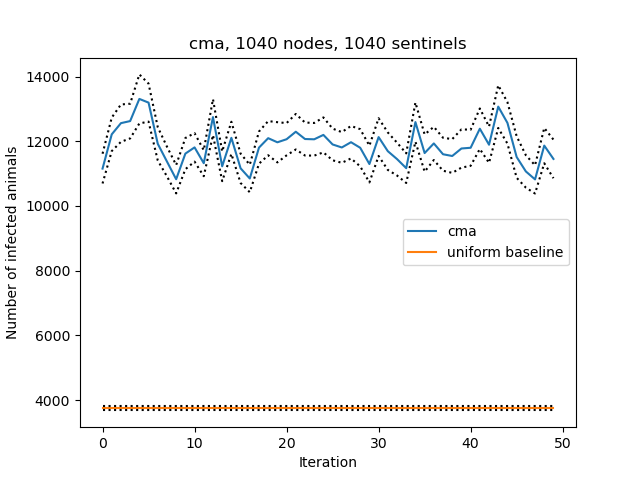 cma, 1040 nodes, 1040 sentinels
Number of infected animals
14000
12000
10000
8000
6000
4000
cma
uniform baseline
0 10 20 30 40 50
Iteration